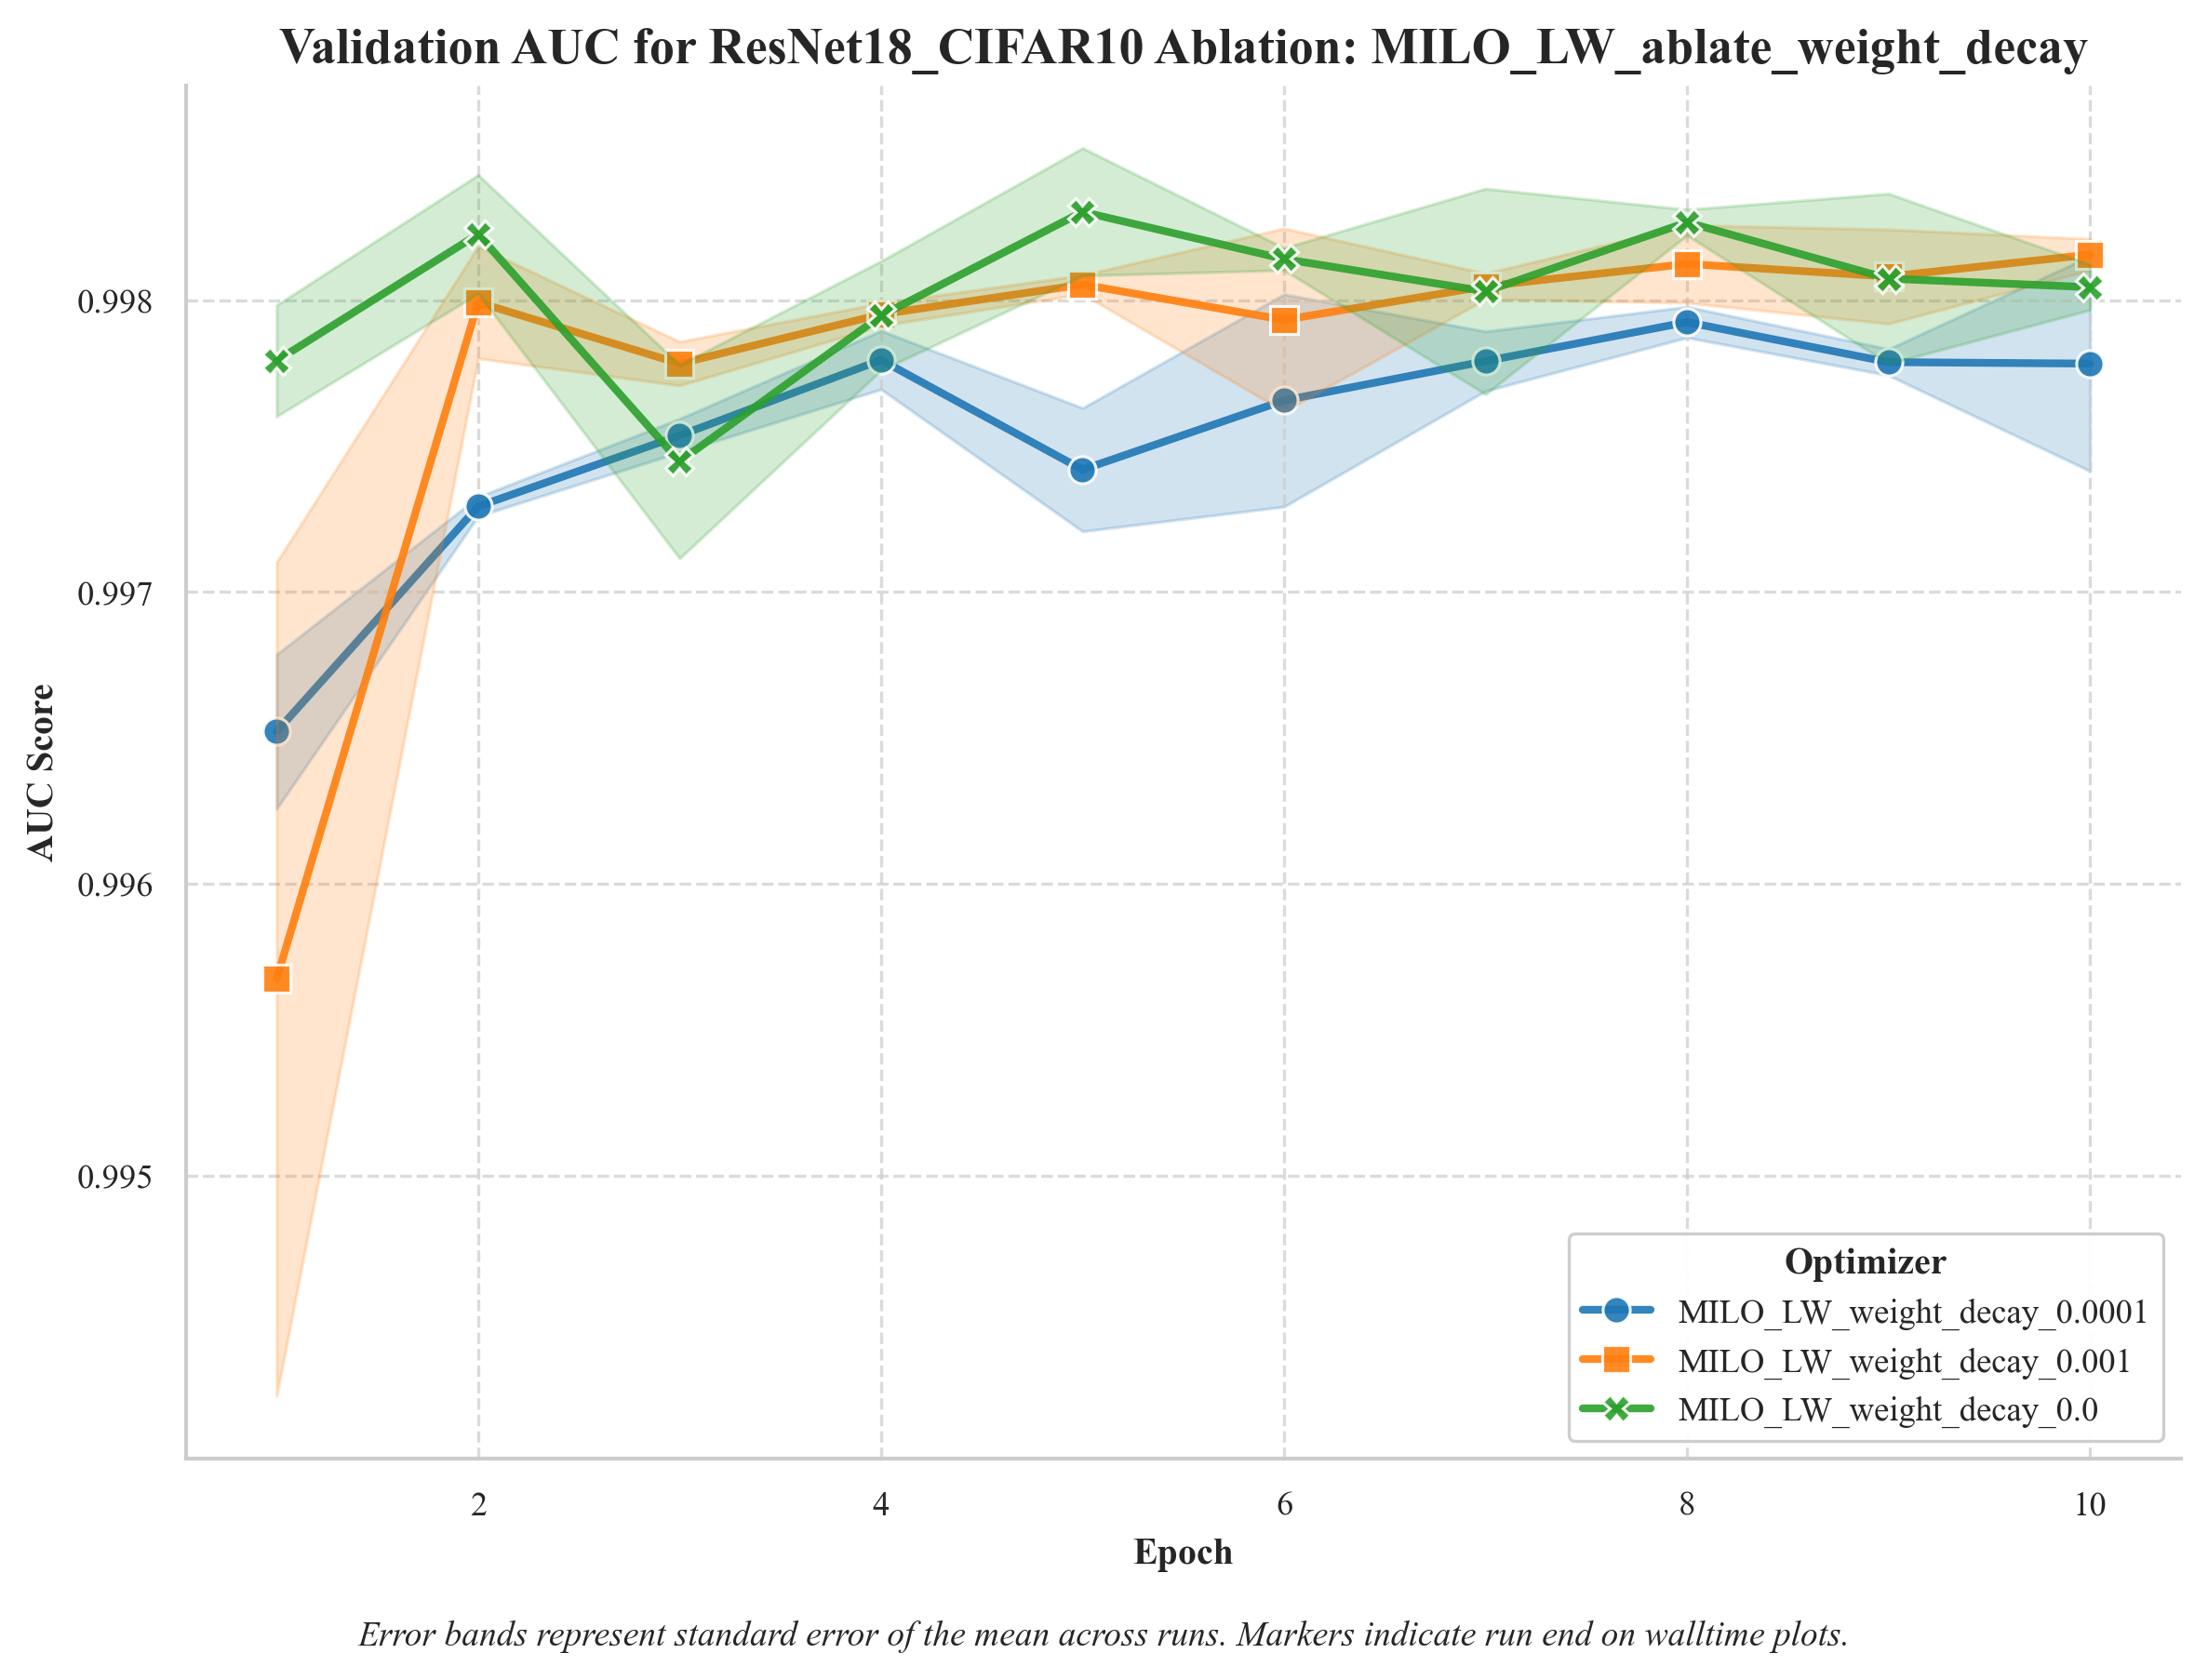 Validation AUC for ResNet18_CIFAR10 Ablation: MILO_LW_ablate_weight_decay
AUC Score
0.998
0.997
0.996
0.995
Optimizer
MILO_LW_weight_decay_0.0001
MILO_LW_weight_decay_0.001
MILO_LW_weight_decay_0.0
2 4 6 8 10
Epoch
Error bands represent standard error of the mean across runs. Markers indicate run end on walltime plots.